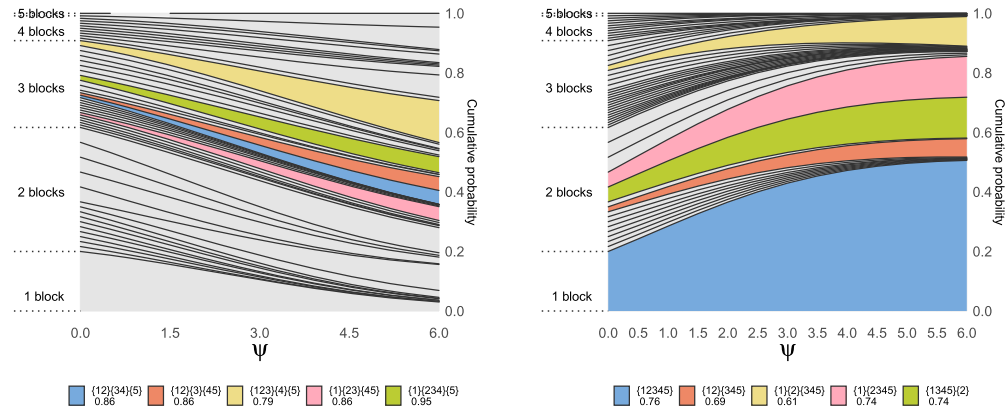 5 blocks
4 blocks
3 blocks
2 blocks
1 block
1.0
0.8
0.6
0.4
0.2
0.0
Cumulative probability
0.0 1.5 3.0 4.5 6.0
ψ
{12}{34}{5} {12}{3}{45} {123}{4}{5} {1}{23}{45} {1}{234}{5}
0.86 0.86 0.79 0.86 0.95
5 blocks
4 blocks
3 blocks
2 blocks
1 block
1.0
0.8
0.6
0.4
0.2
0.0
Cumulative probability
0.0 0.5 1.0 1.5 2.0 2.5 3.0 3.5 4.0 4.5 5.0 5.5 6.0
ψ
{12345} {12}{345} {1}{2}{345} {1}{2345} {1345}{2}
0.76 0.69 0.61 0.74 0.74